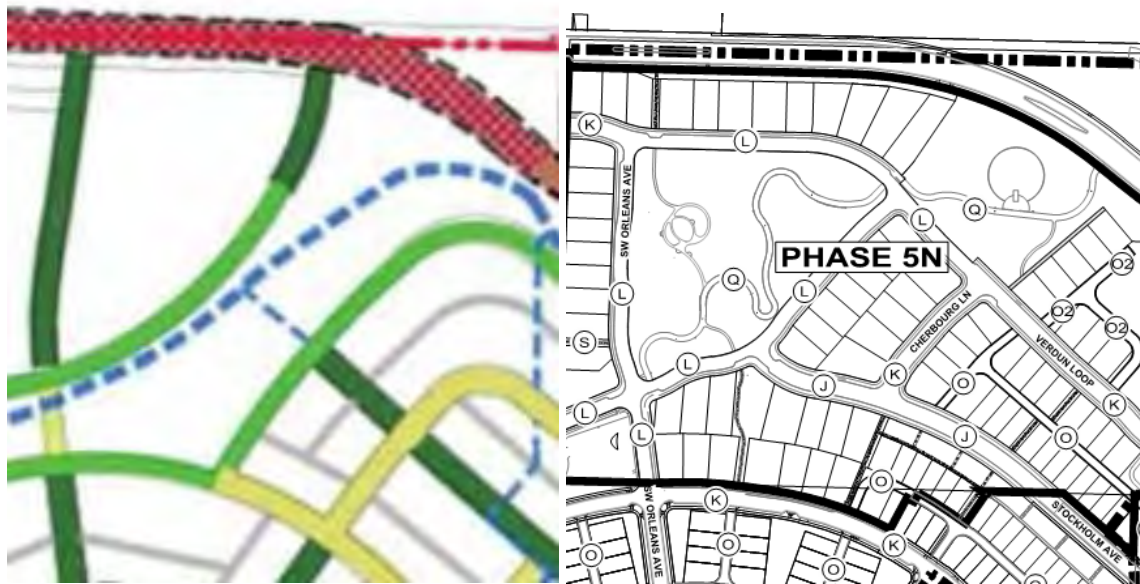 K
L
SW ORLEANS AVE
Q
L
PHASE 5N
O2
Q
L
L
O2
O2
CHERBOURG LN
S
VERDUN LOOP
L
J
K
O
K
L
L
J
O
O
STOCKHOLM AVE
K
SW ORLEANS AVE
O
O
K
O
O